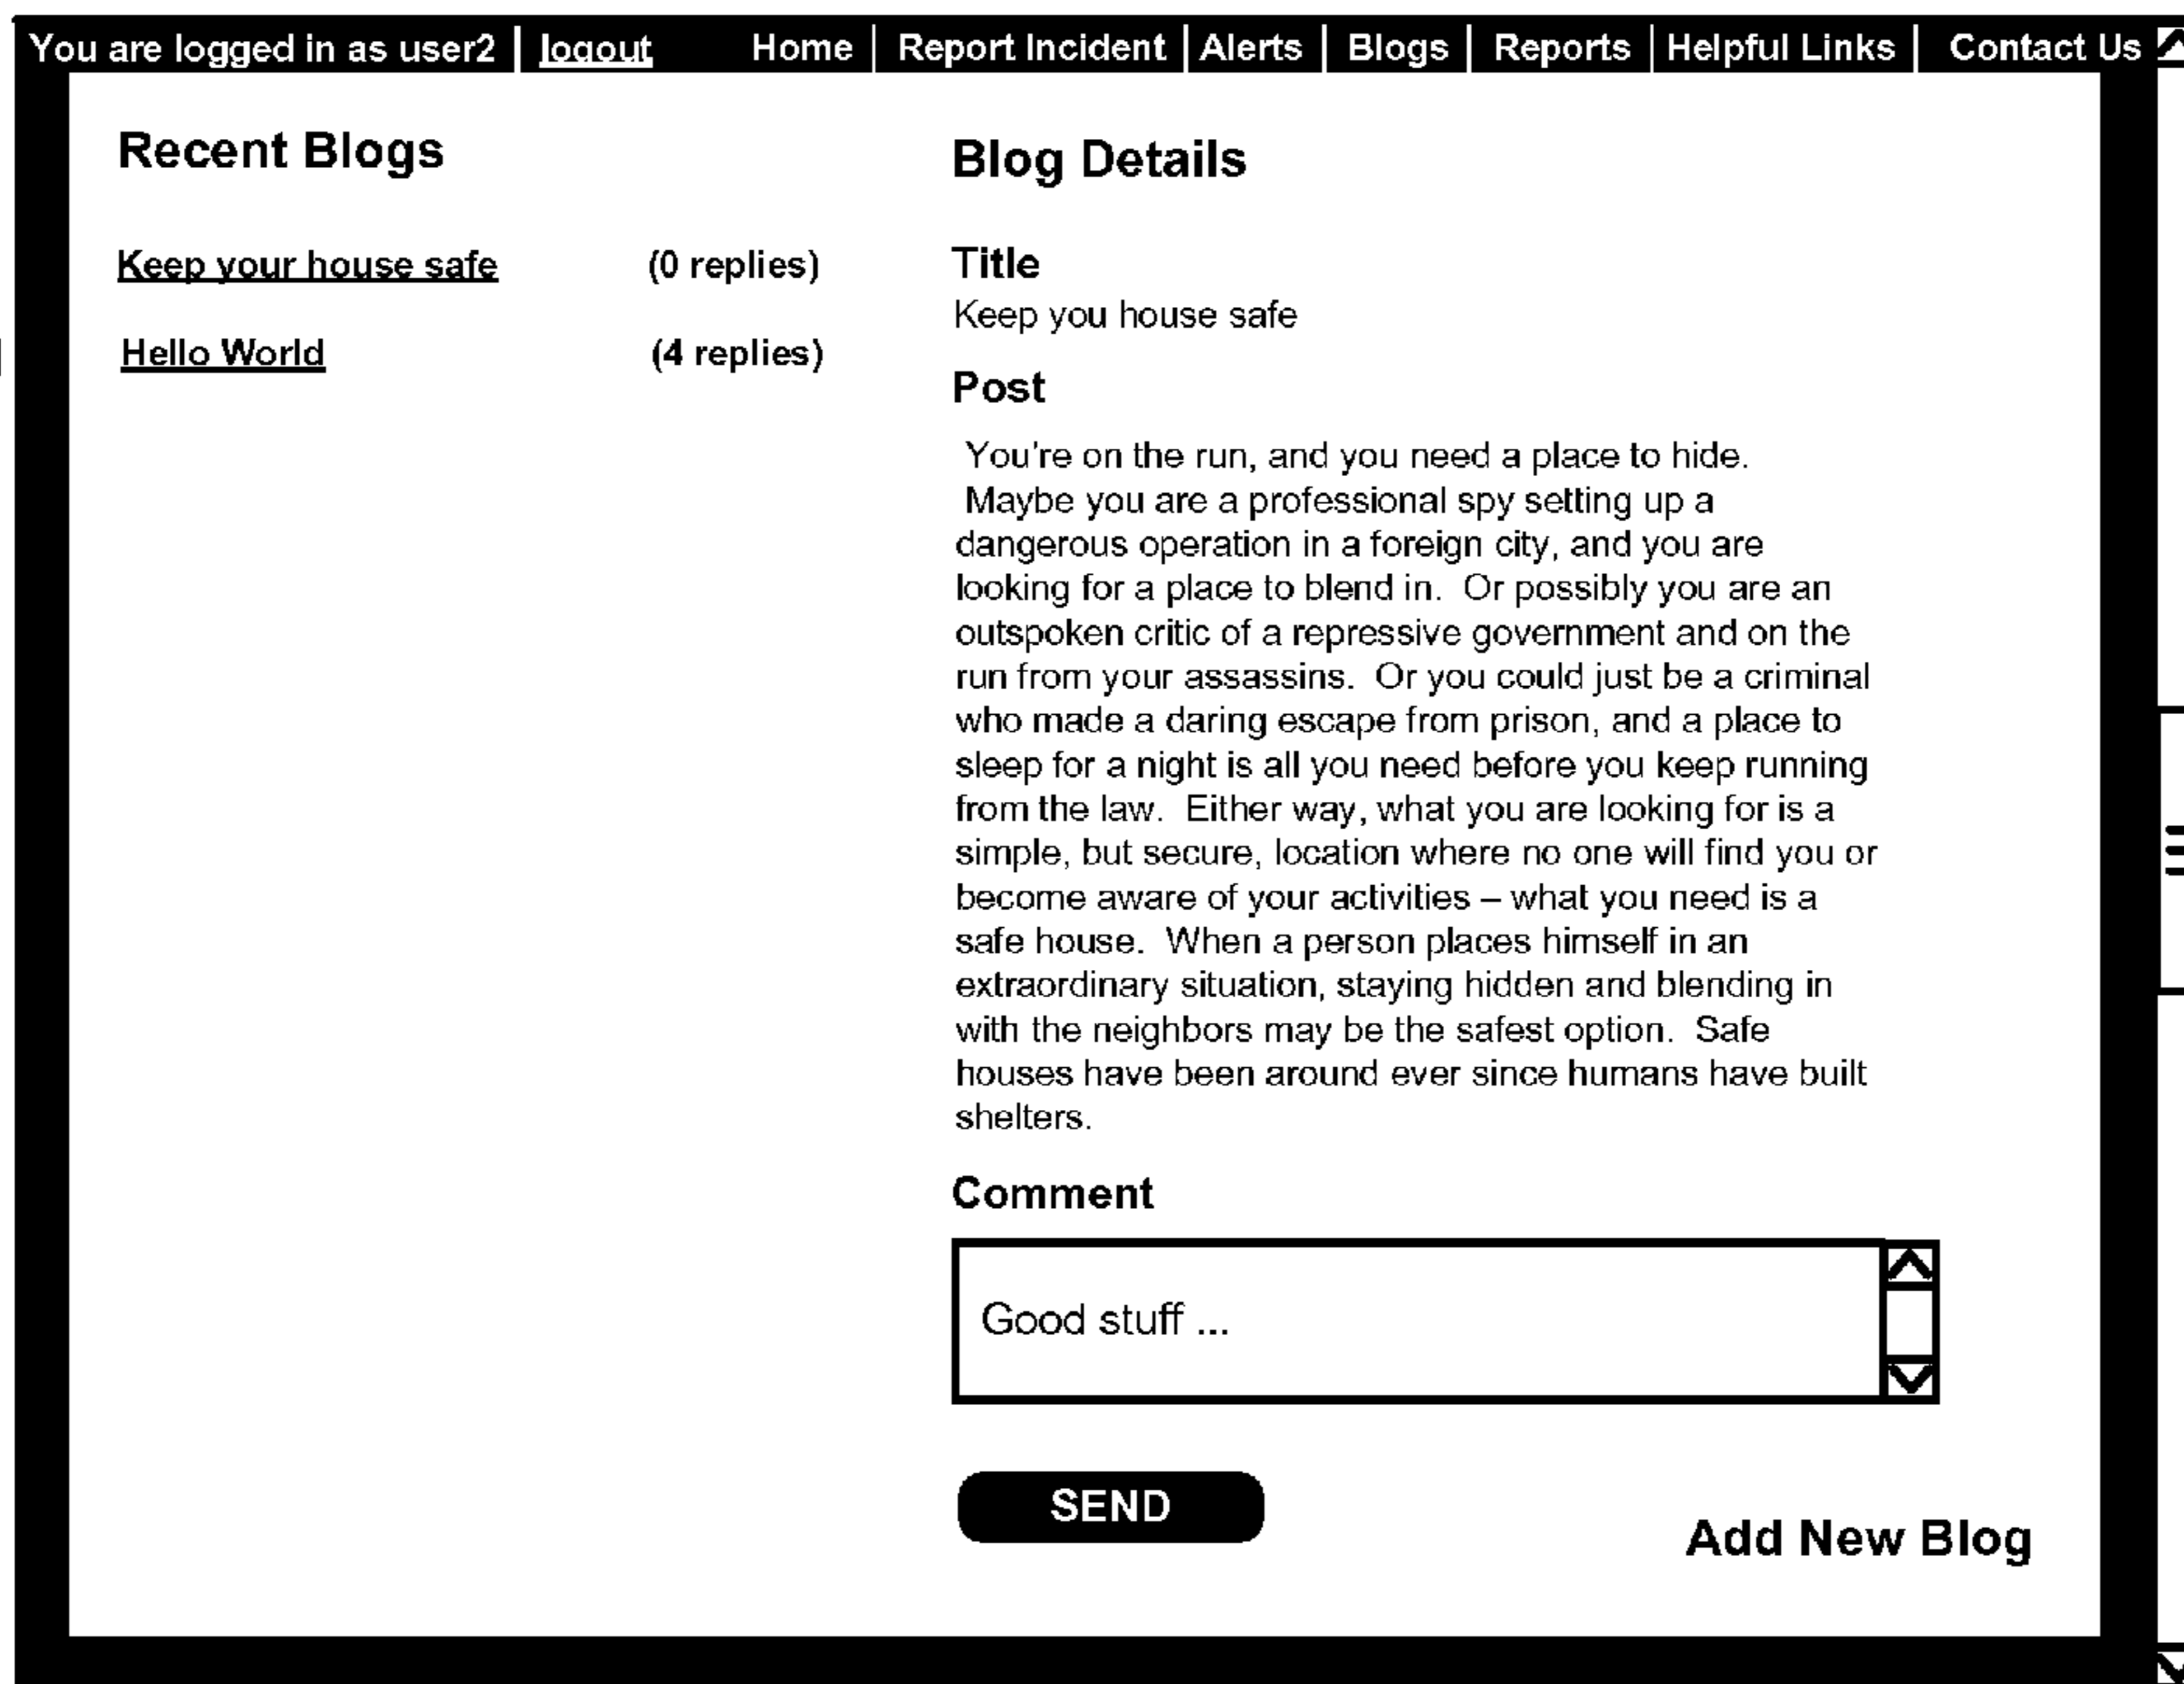 You are logged in as user2 | logout Home | Report Incident | Alerts | Blogs | Reports | Helpful Links | Contact Us
Recent Blogs
Keep your house safe (0 replies)
Hello World (4 replies)
Blog Details
Title
Keep you house safe
Post
You're on the run, and you need a place to hide.
Maybe you are a professional spy setting up a
dangerous operation in a foreign city, and you are
looking for a place to blend in. Or possibly you are an
outspoken critic of a repressive government and on the
run from your assassins. Or you could just be a criminal
who made a daring escape from prison, and a place to
sleep for a night is all you need before you keep running
from the law. Either way, what you are looking for is a
simple, but secure, location where no one will find you or
become aware of your activities – what you need is a
safe house. When a person places himself in an
extraordinary situation, staying hidden and blending in
with the neighbors may be the safest option. Safe
houses have been around ever since humans have built
shelters.
Comment
Good stuff ...
SEND
Add New Blog